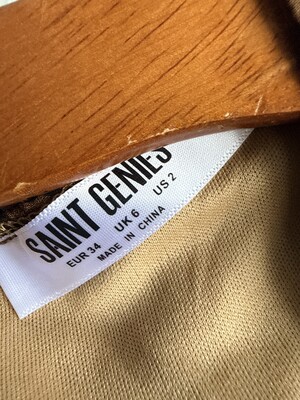 SAINT GENIES
EUR 34 UK 6 US 2
MADE IN CHINA